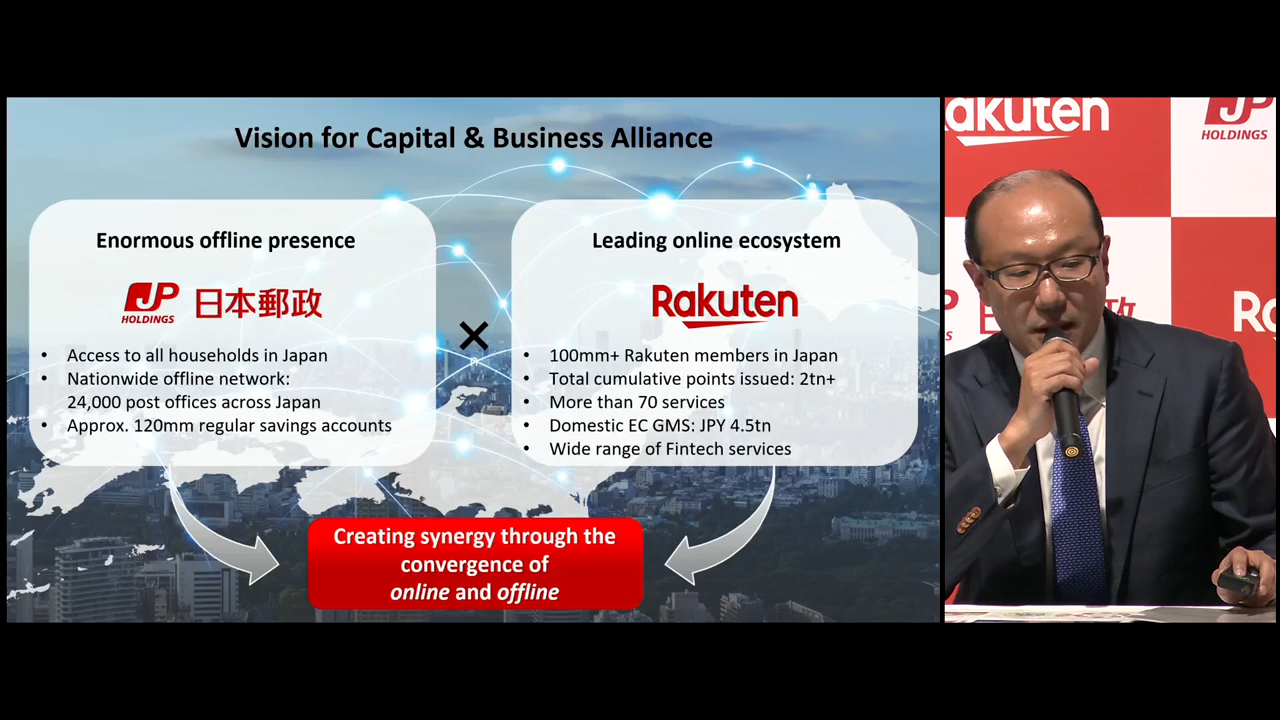 Vision for Capital & Business Alliance
Enormous offline presence
JP
HOLDINGS
日本郵政
• Access to all households in Japan
• Nationwide offline network:
24,000 post offices across Japan
• Approx. 120mm regular savings accounts
×
Leading online ecosystem
Rakuten
• 100mm+ Rakuten members in Japan
• Total cumulative points issued: 2tn+
• More than 70 services
• Domestic EC GMS: JPY 4.5tn
• Wide range of Fintech services
Creating synergy through the
convergence of
online and offline
Rakuten
JP
HOLDINGS